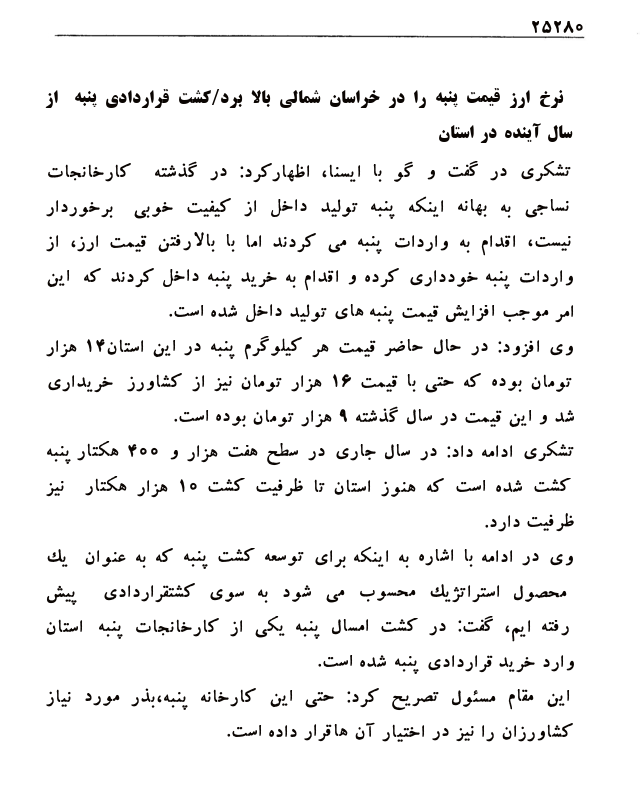 ۲۵۲۸۰
نرخ ارز قیمت پنبه را در خراسان شمالی بالا برد/کشت قراردادی پنبه از
سال آینده در استان
تشکری در گفت و گو با ایسنا، اظهارکرد: در گذشته کارخانجات
نساجی به بهانه اینکه پنبه تولید داخل از کیفیت خوبی برخوردار
نیست، اقدام به واردات پنبه می کردند اما با بالارفتن قیمت ارز، از
واردات پنبه خودداری کرده و اقدام به خرید پنبه داخل کردند که این
امر موجب افزایش قیمت پنبه های تولید داخل شده است.
وی افزود: در حال حاضر قیمت هر کیلوگرم پنبه در این استان۱۴ هزار
تومان بوده که حتی با قیمت ۱۶ هزار تومان نیز از کشاورز خریداری
شد و این قیمت در سال گذشته ۹ هزار تومان بوده است.
تشکری ادامه داد: در سال جاری در سطح هفت هزار و ۴۰۰ هکتار پنبه
کشت شده است که هنوز استان تا ظرفیت کشت ۱۰ هزار هکتار نیز
ظرفیت دارد.
وی در ادامه با اشاره به اینکه برای توسعه کشت پنبه که به عنوان یك
محصول استراتژیك محسوب می شود به سوی کشتقراردادی پیش
رفته ایم، گفت: در کشت امسال پنبه یکی از کارخانجات پنبه استان
وارد خرید قراردادی پنبه شده است.
این مقام مسئول تصریح کرد: حتی این کارخانه پنبه،بذر مورد نیاز
کشاورزان را نیز در اختیار آن هاقرار داده است.